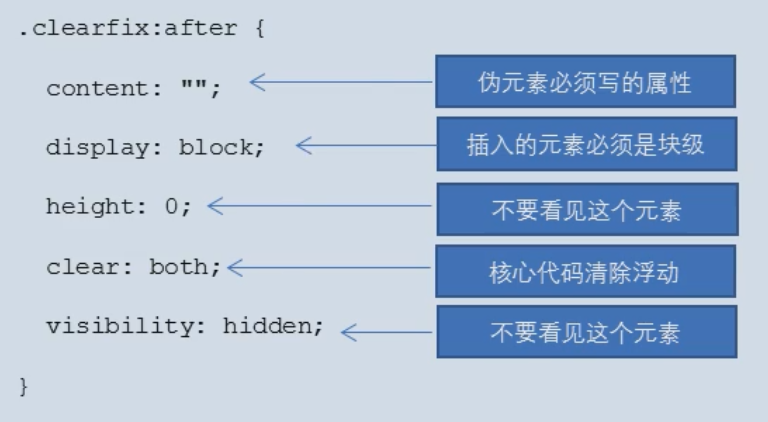 .clearfix:after {
content: "";
伪元素必须写的属性
display: block;
插入的元素必须是块级
height: 0;
不要看见这个元素
clear: both;
核心代码清除浮动
visibility: hidden;
不要看见这个元素
}